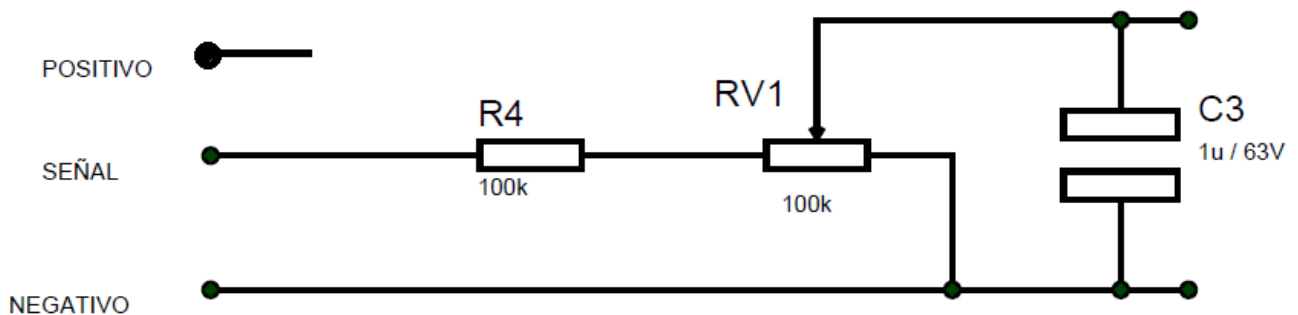 POSITIVO
RV1
R4
C3
1u / 63V
SEÑAL
100k
100k
NEGATIVO